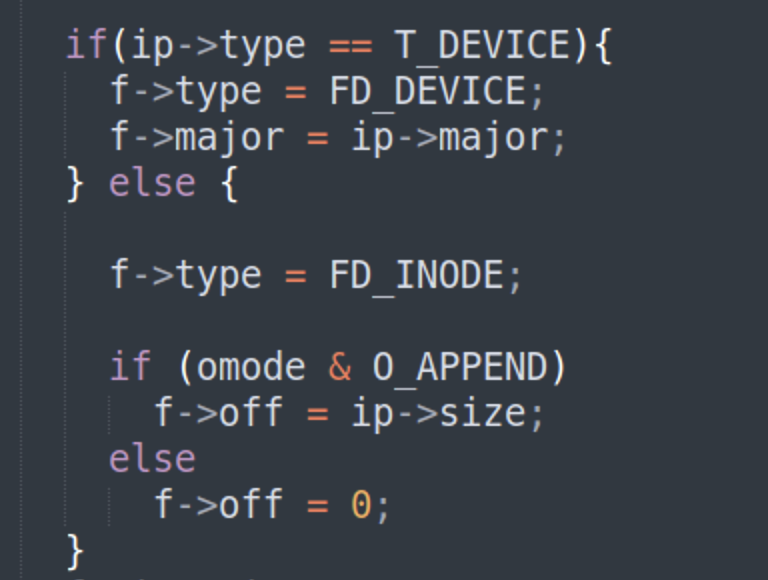 if(ip->type == T_DEVICE){
f->type = FD_DEVICE;
f->major = ip->major;
} else {
f->type = FD_INODE;
if (omode & O_APPEND)
f->off = ip->size;
else
f->off = 0;
}